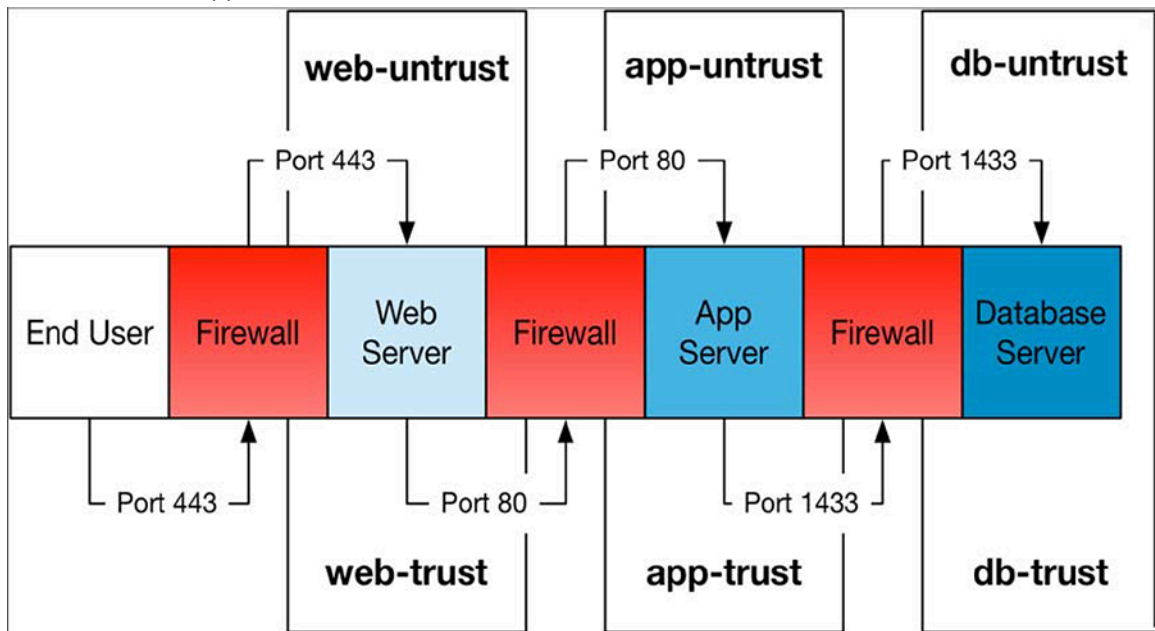 web-untrust
app-untrust
db-untrust
Port 443
Port 80
Port 1433
End User
Firewall
Web
Server
Firewall
App
Server
Firewall
Database
Server
Port 443
Port 80
Port 1433
web-trust
app-trust
db-trust